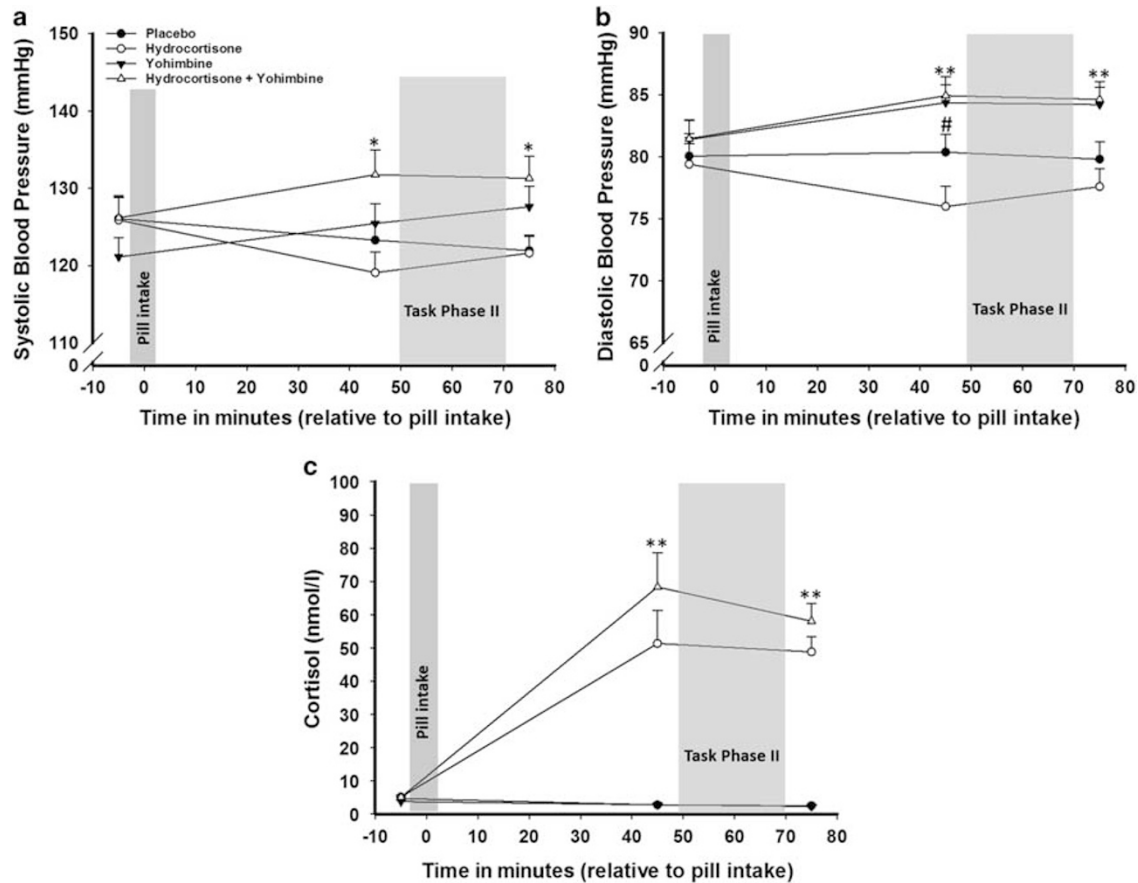 a
Systolic Blood Pressure (mmHg)
150
140
130
120
110
0
Placebo
Hydrocortisone
Yohimbine
Hydrocortisone + Yohimbine
*
*
Pill intake
Task Phase II
-10 0 10 20 30 40 50 60 70 80
Time in minutes (relative to pill intake)
b
Diastolic Blood Pressure (mmHg)
90
85
80
75
70
65
0
**
**
#
Pill intake
Task Phase II
-10 0 10 20 30 40 50 60 70 80
Time in minutes (relative to pill intake)
c
Cortisol (nmol/l)
100
90
80
70
60
50
40
30
20
10
0
**
**
Pill intake
Task Phase II
-10 0 10 20 30 40 50 60 70 80
Time in minutes (relative to pill intake)